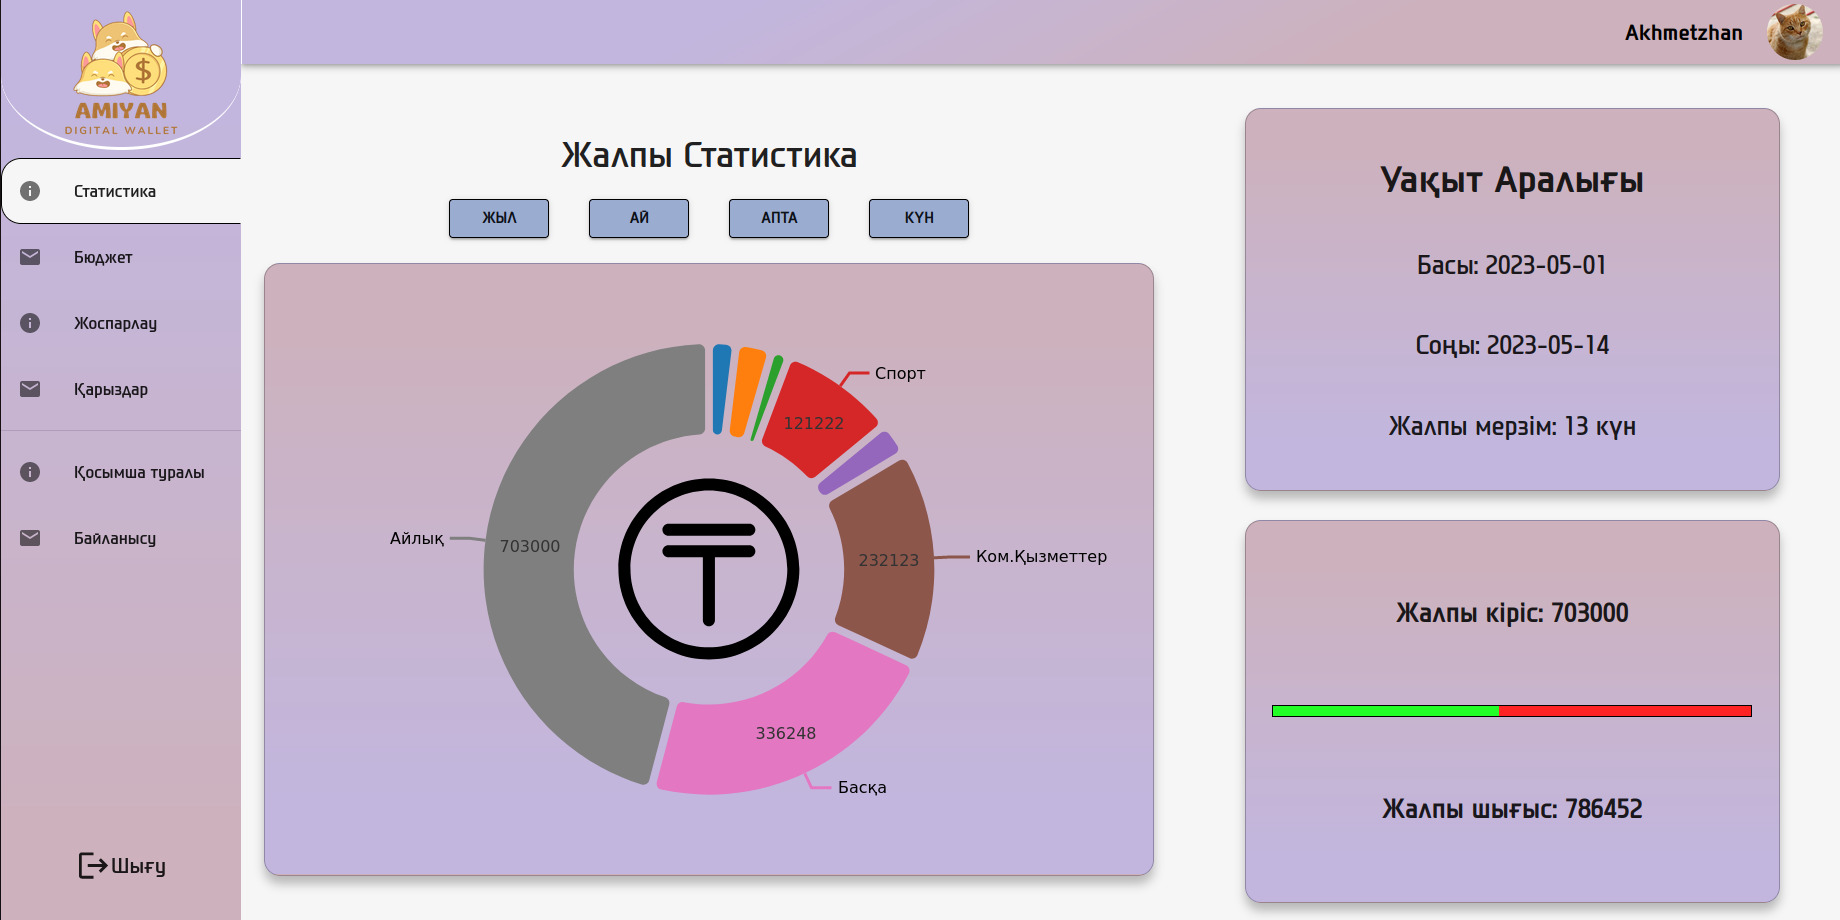 AMIYAN
DIGITAL WALLET
Akhmetzhan
Статистика
Бюджет
Жоспарлау
Қарыздар
Қосымша туралы
Байланысу
Шығу
Жалпы Статистика
ЖЫЛ
АЙ
АПТА
КҮН
Спорт
121222
Айлық
703000
232123
Ком.Қызметтер
336248
Басқа
Уақыт Аралығы
Басы: 2023-05-01
Соңы: 2023-05-14
Жалпы мерзім: 13 күн
Жалпы кіріс: 703000
Жалпы шығыс: 786452